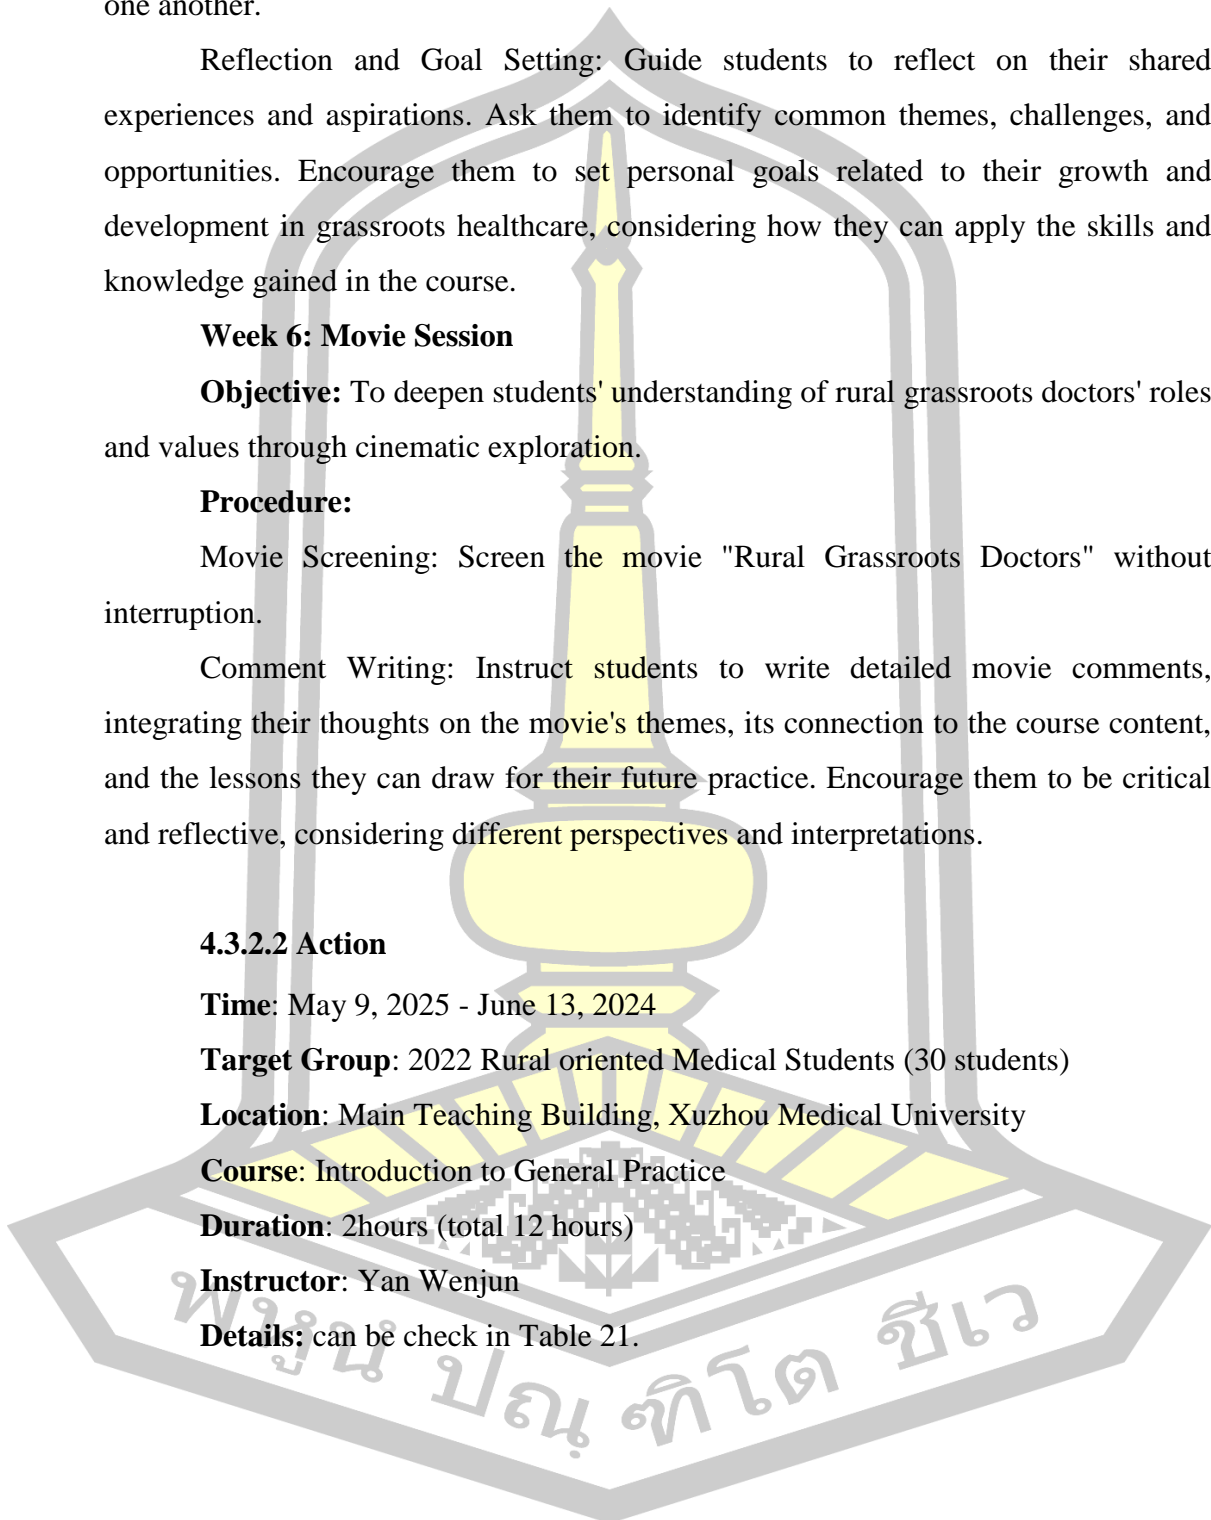 one another.
Reflection and Goal Setting: Guide students to reflect on their shared
experiences and aspirations. Ask them to identify common themes, challenges, and
opportunities. Encourage them to set personal goals related to their growth and
development in grassroots healthcare, considering how they can apply the skills and
knowledge gained in the course.
Week 6: Movie Session
Objective: To deepen students' understanding of rural grassroots doctors' roles
and values through cinematic exploration.
Procedure:
Movie Screening: Screen the movie "Rural Grassroots Doctors" without
interruption.
Comment Writing: Instruct students to write detailed movie comments,
integrating their thoughts on the movie's themes, its connection to the course content,
and the lessons they can draw for their future practice. Encourage them to be critical
and reflective, considering different perspectives and interpretations.
4.3.2.2 Action
Time: May 9, 2025 - June 13, 2024
Target Group: 2022 Rural oriented Medical Students (30 students)
Location: Main Teaching Building, Xuzhou Medical University
Course: Introduction to General Practice
Duration: 2hours (total 12 hours)
Instructor: Yan Wenjun
Details: can be check in Table 21.
พหูนํ ปณฺฑิโต ชีเว